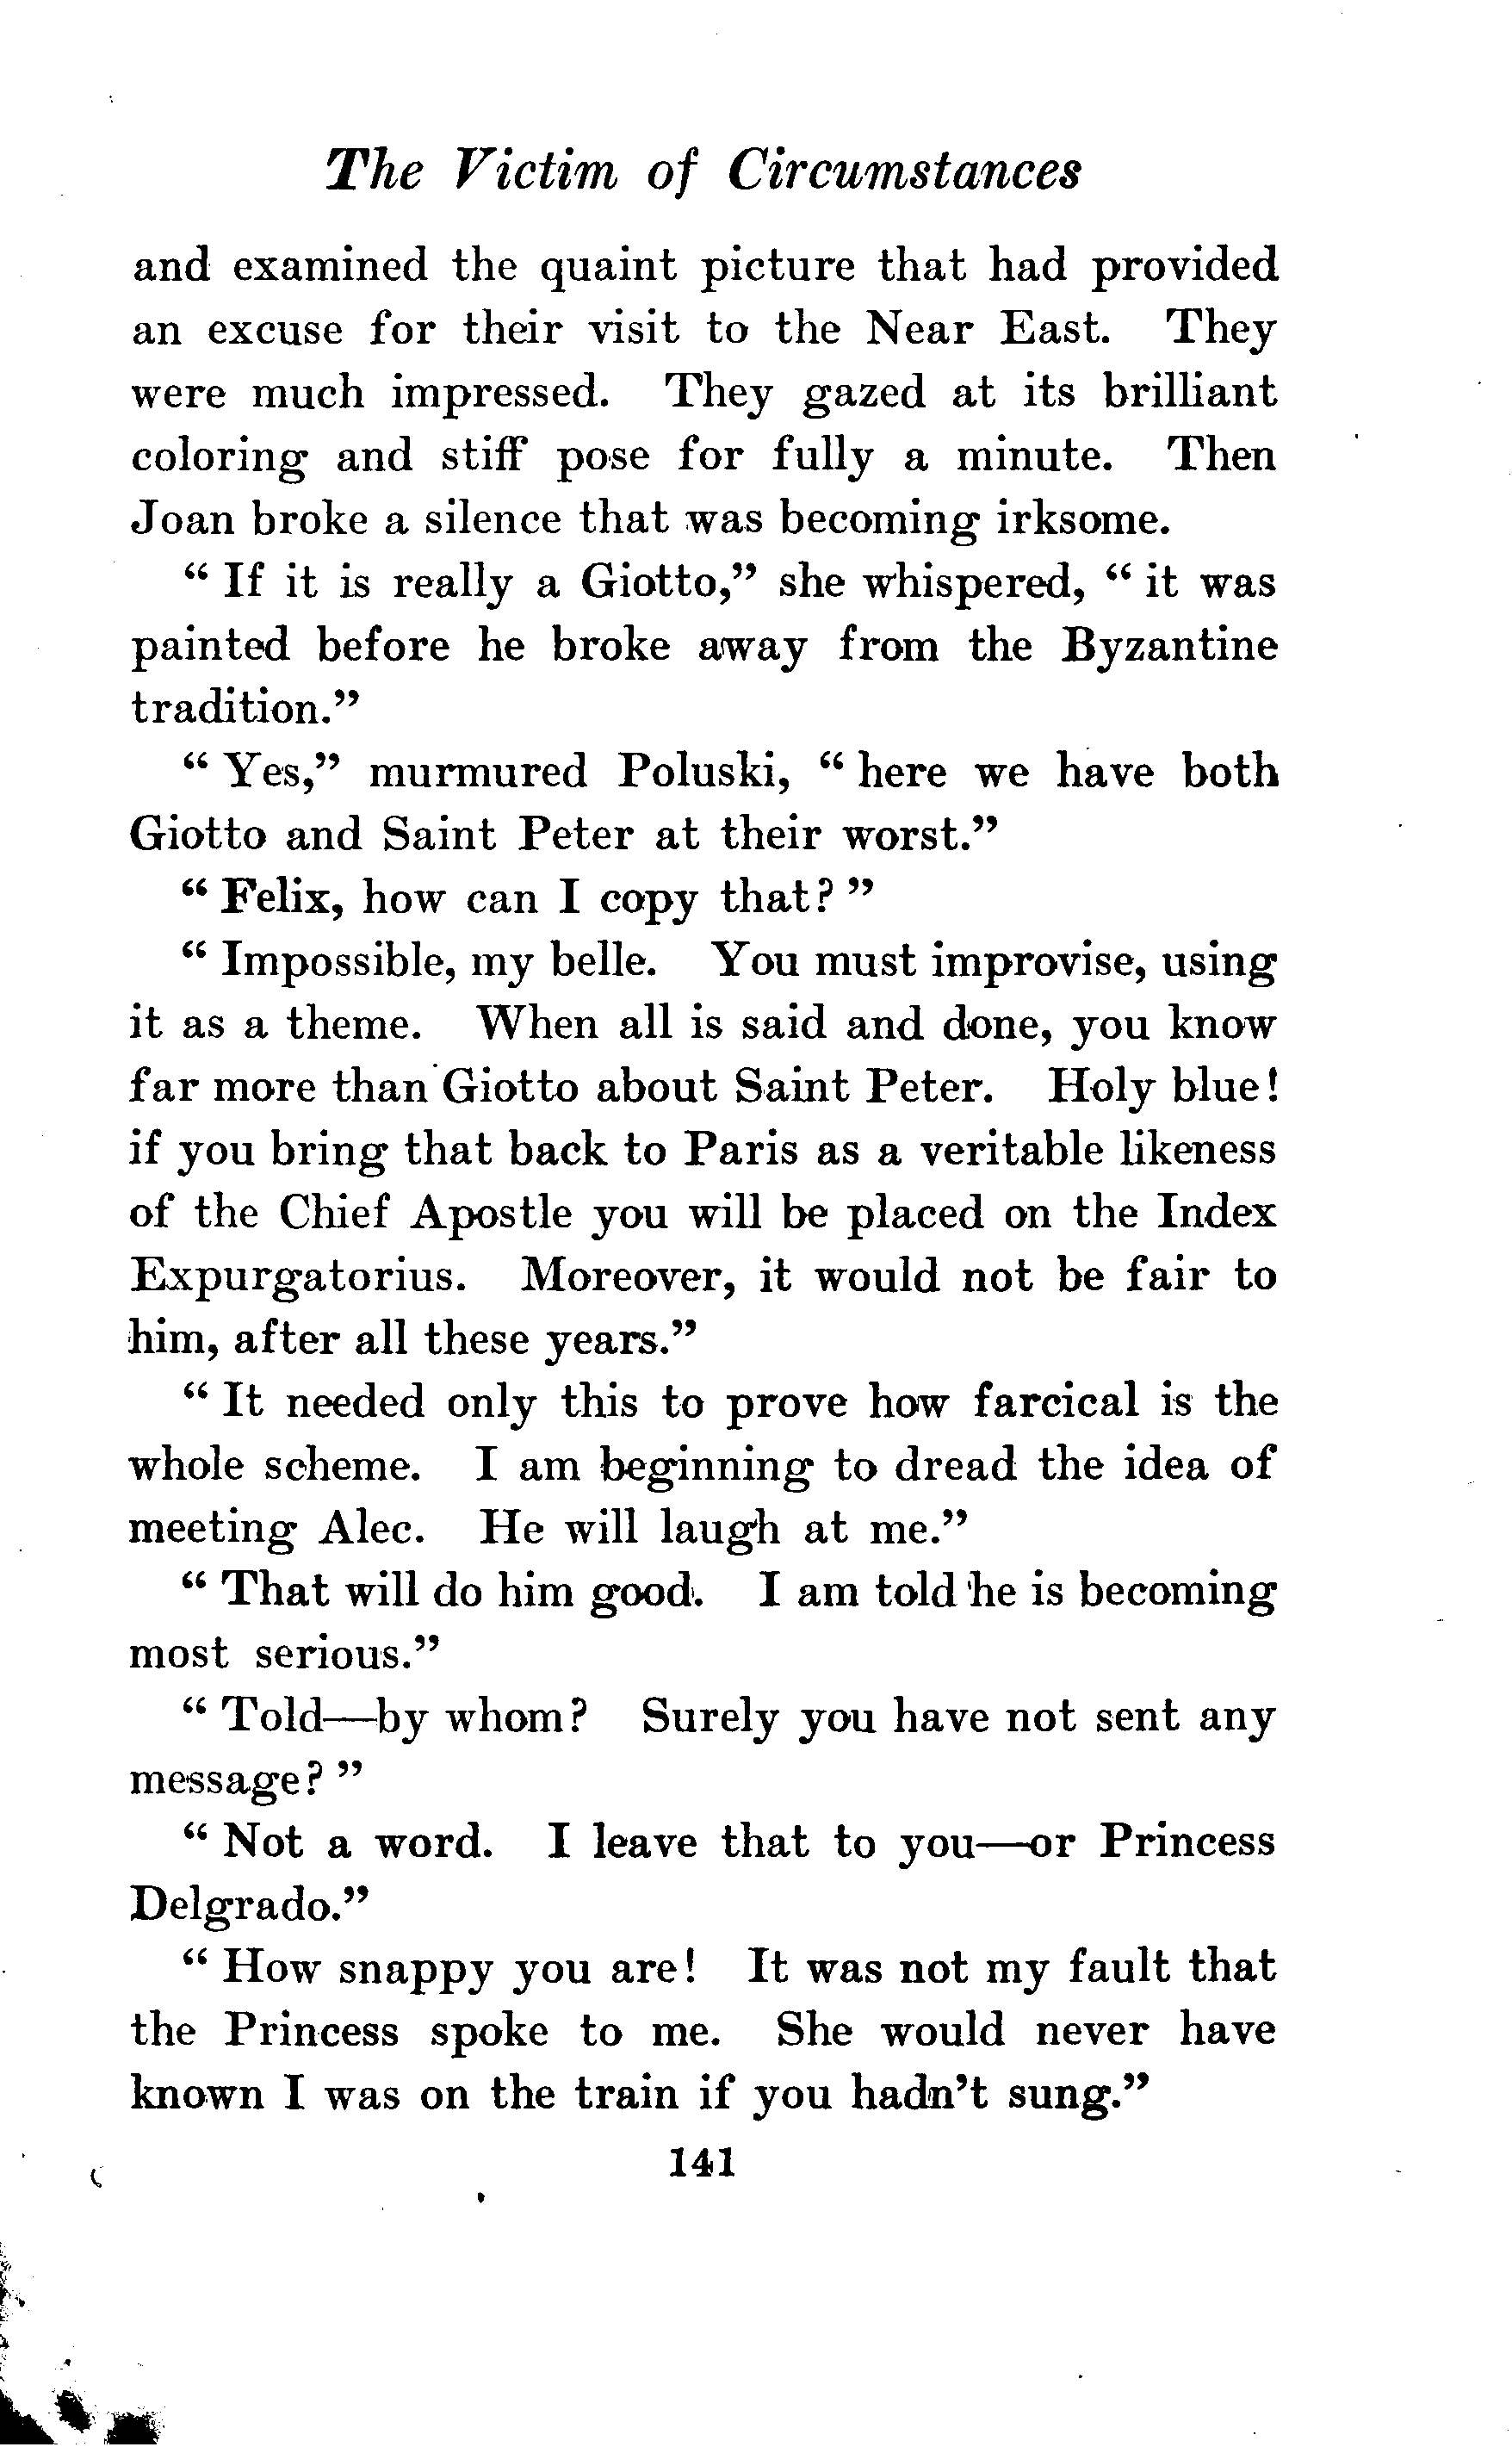 The Victim of Circumstances
and examined the quaint picture that had provided
an excuse for their visit to the Near East. They
were much impressed. They gazed at its brilliant
coloring and stiff pose for fully a minute. Then
Joan broke a silence that was becoming irksome.
“ If it is really a Giotto,” she whispered, “ it was
painted before he broke away from the Byzantine
tradition.”
“ Yes,” murmured Poluski, “ here we have both
Giotto and Saint Peter at their worst.”
“ Felix, how can I copy that? ”
“ Impossible, my belle. You must improvise, using
it as a theme. When all is said and done, you know
far more than Giotto about Saint Peter. Holy blue!
if you bring that back to Paris as a veritable likeness
of the Chief Apostle you will be placed on the Index
Expurgatorius. Moreover, it would not be fair to
him, after all these years.”
“ It needed only this to prove how farcical is the
whole scheme. I am beginning to dread the idea of
meeting Alec. He will laugh at me.”
“ That will do him good. I am told he is becoming
most serious.”
“ Told—by whom? Surely you have not sent any
message? ”
“ Not a word. I leave that to you—or Princess
Delgrado.”
“ How snappy you are! It was not my fault that
the Princess spoke to me. She would never have
known I was on the train if you hadn’t sung.”
141